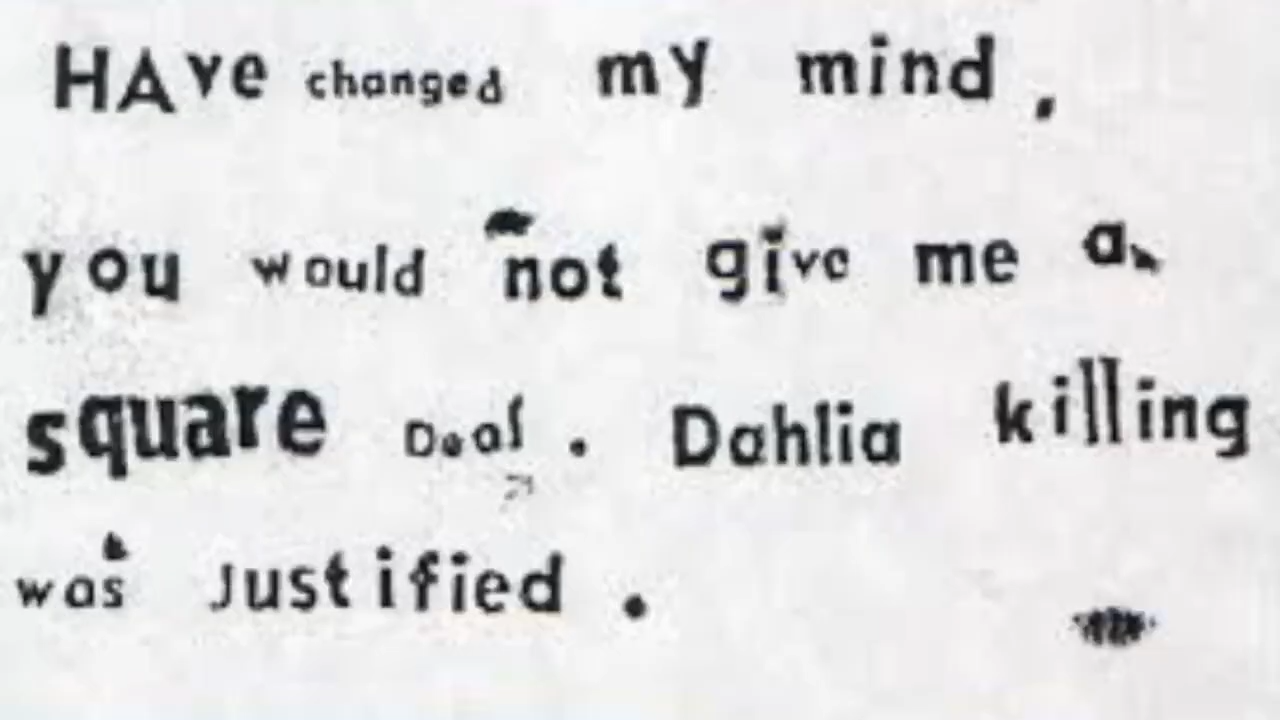 HAve changed my mind.
you would not give me a
square Deal. Dahlia killing
was Justified.